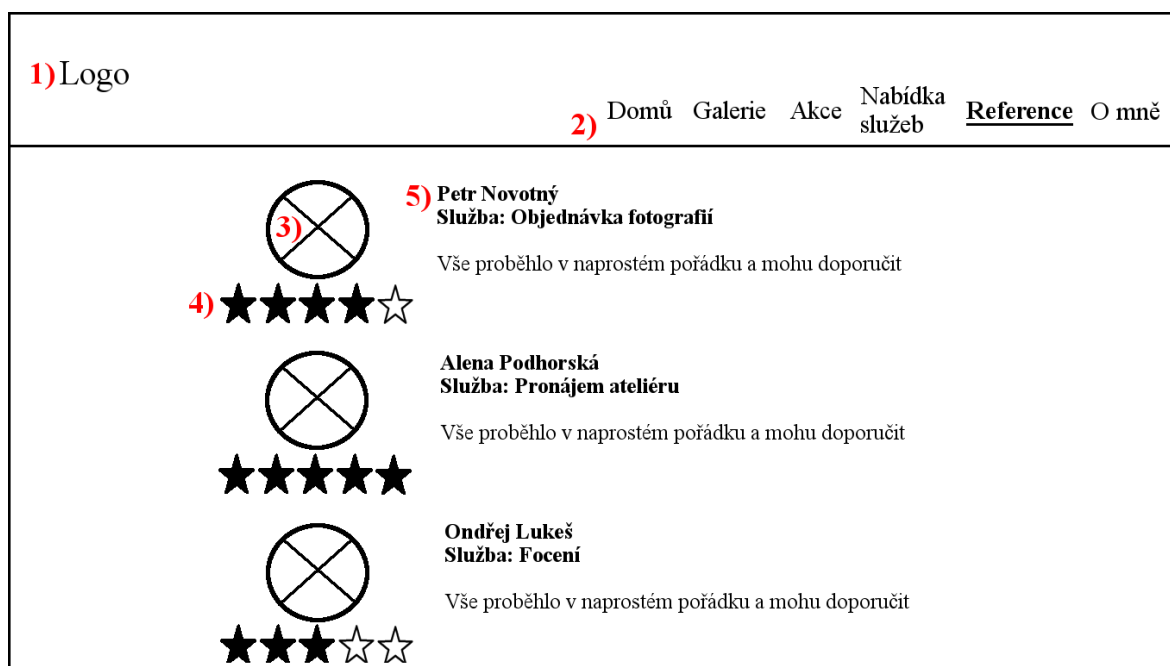 1) Logo
2) Domů Galerie Akce Nabídka služeb Reference O mně
5) Petr Novotný
Služba: Objednávka fotografií
3)
Vše proběhlo v naprostém pořádku a mohu doporučit
4)
Alena Podhorská
Služba: Pronájem ateliéru
Vše proběhlo v naprostém pořádku a mohu doporučit
Ondřej Lukeš
Služba: Focení
Vše proběhlo v naprostém pořádku a mohu doporučit